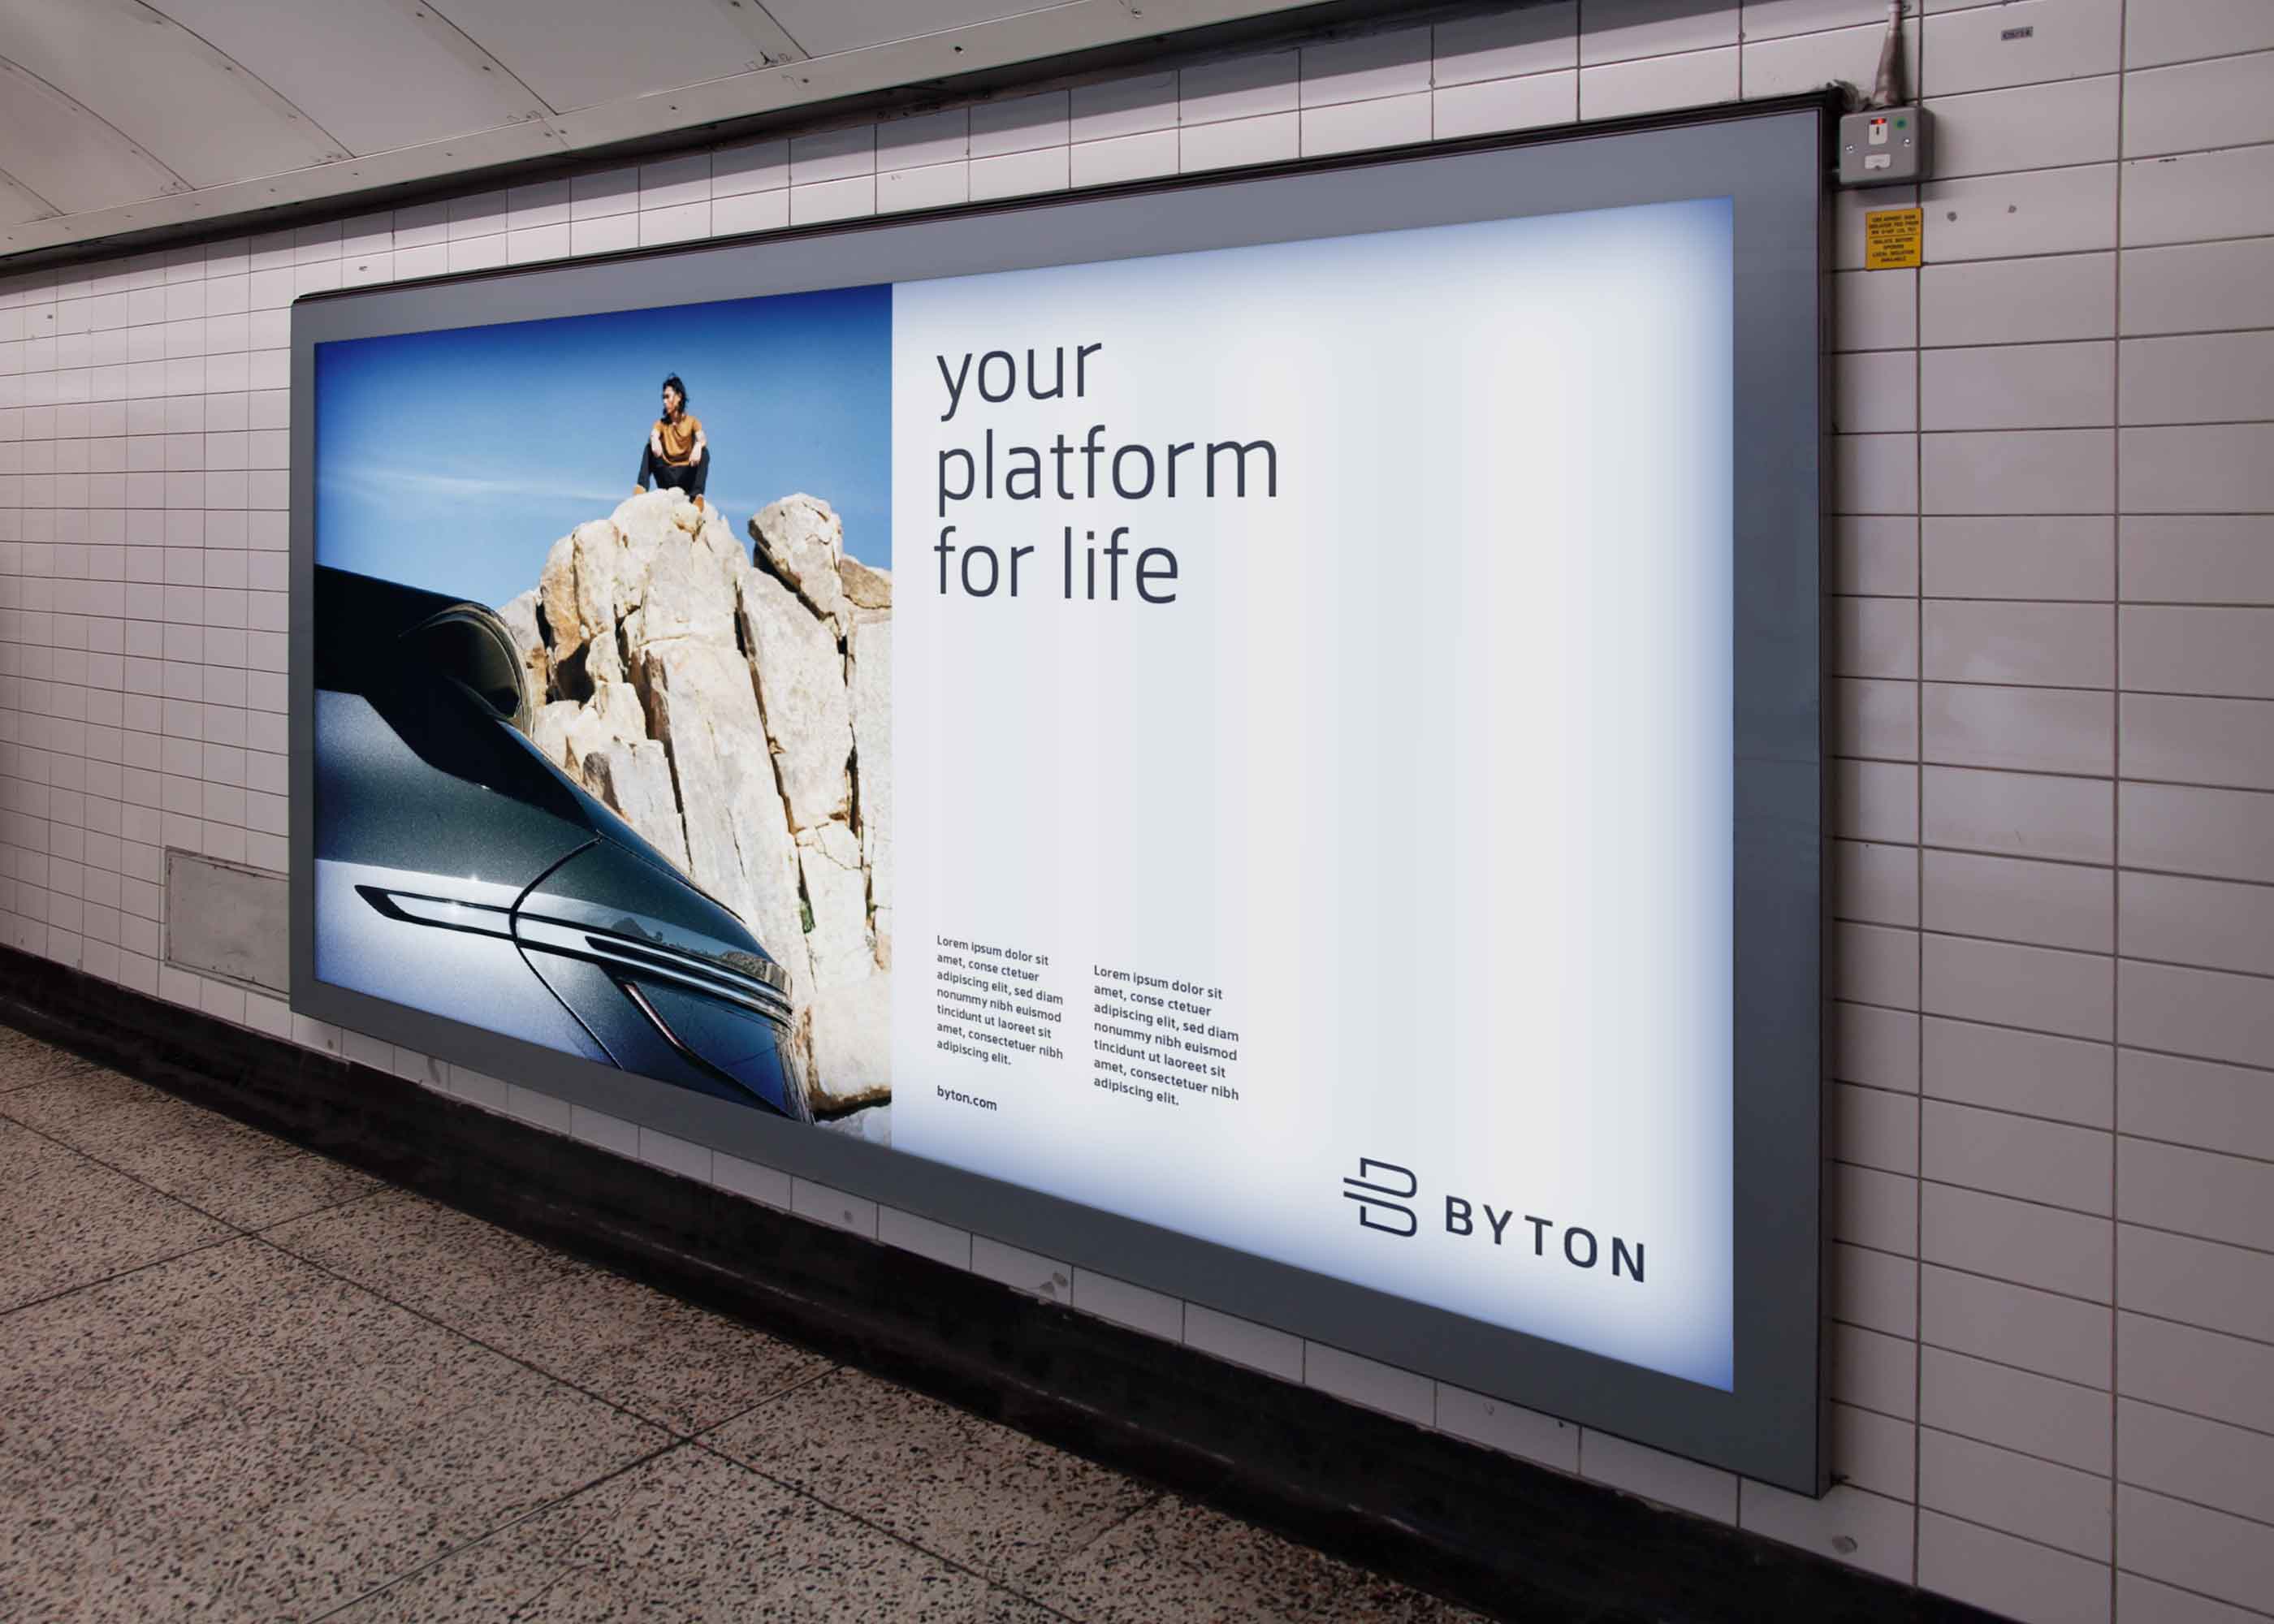 your
platform
for life
Lorem ipsum dolor sit
amet, conse ctetuer
adipiscing elit, sed diam
nonummy nibh euismod
tincidunt ut laoreet sit
amet, consectetuer nibh
adipiscing elit.
byton.com
Lorem ipsum dolor sit
amet, conse ctetuer
adipiscing elit, sed diam
nonummy nibh euismod
tincidunt ut laoreet sit
amet, consectetuer nibh
adipiscing elit.
BYTON